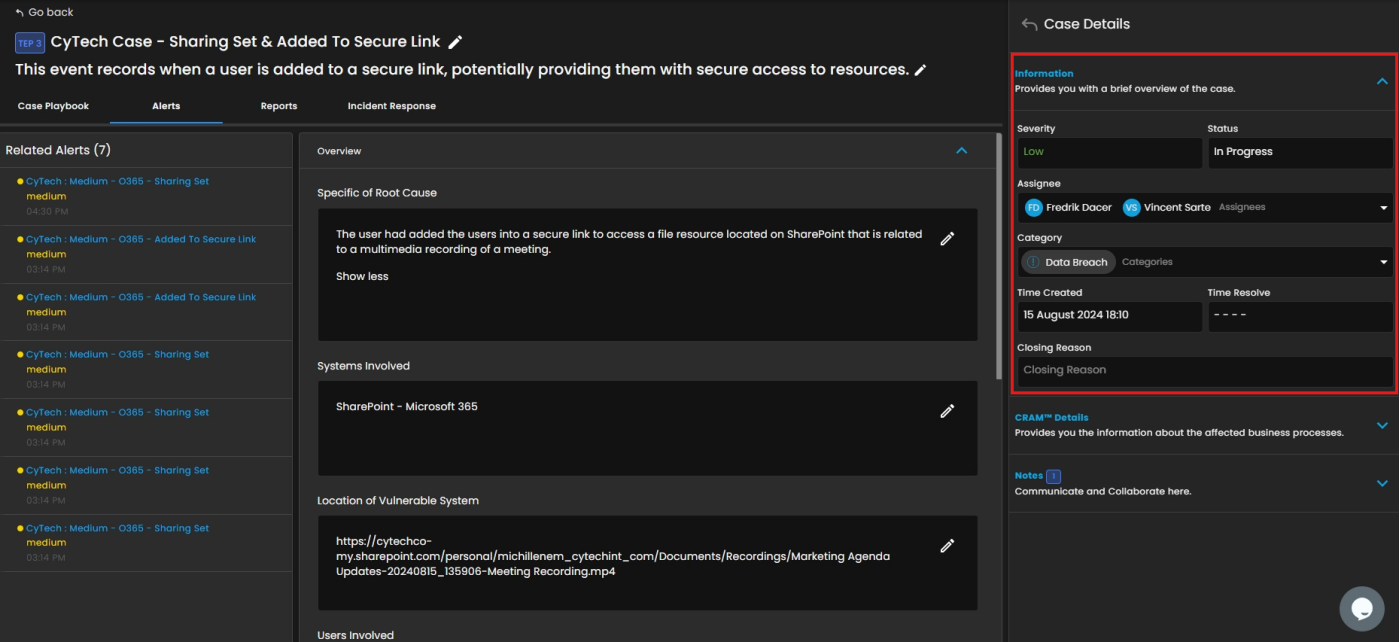 Go back
TEP 3 CyTech Case - Sharing Set & Added To Secure Link
This event records when a user is added to a secure link, potentially providing them with secure access to resources.
Case Playbook Alerts Reports Incident Response
Related Alerts (7)
CyTech : Medium - O365 - Sharing Set
medium
04:30 PM
CyTech : Medium - O365 - Added To Secure Link
medium
03:14 PM
CyTech : Medium - O365 - Added To Secure Link
medium
03:14 PM
CyTech : Medium - O365 - Sharing Set
medium
03:14 PM
CyTech : Medium - O365 - Sharing Set
medium
03:14 PM
CyTech : Medium - O365 - Sharing Set
medium
03:14 PM
CyTech : Medium - O365 - Sharing Set
medium
03:14 PM
Overview
Specific of Root Cause
The user had added the users into a secure link to access a file resource located on SharePoint that is related
to a multimedia recording of a meeting.
Show less
Systems Involved
SharePoint - Microsoft 365
Location of Vulnerable System
https://cytechco-
my.sharepoint.com/personal/michillenem_cytechint_com/Documents/Recordings/Marketing Agenda
Updates-20240815_135906-Meeting Recording.mp4
Users Involved
Case Details
Information
Provides you with a brief overview of the case.
Severity Status
Low In Progress
Assignee
FD Fredrik Dacer VS Vincent Sarte Assignees
Category
Data Breach Categories
Time Created Time Resolve
15 August 2024 18:10 - - - -
Closing Reason
Closing Reason
CRAM™ Details
Provides you the information about the affected business processes.
Notes 1
Communicate and Collaborate here.